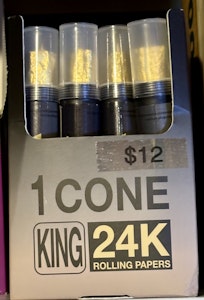 $12
1 CONE
KING 24K
ROLLING PAPERS